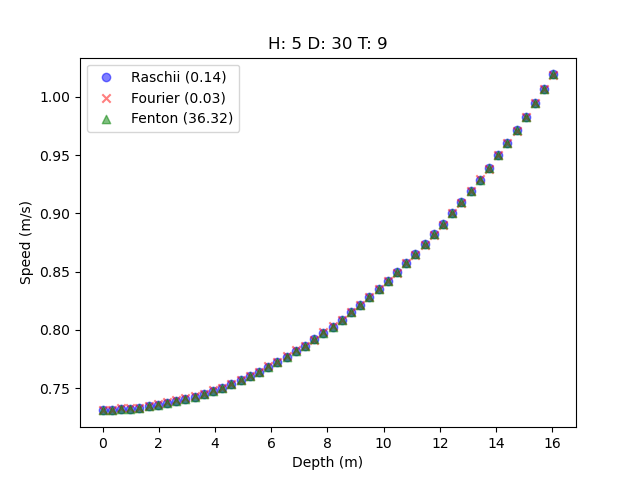 H: 5 D: 30 T: 9
Raschii (0.14)
Fourier (0.03)
Fenton (36.32)
1.00
0.95
0.90
0.85
0.80
0.75
Speed (m/s)
0 2 4 6 8 10 12 14 16
Depth (m)